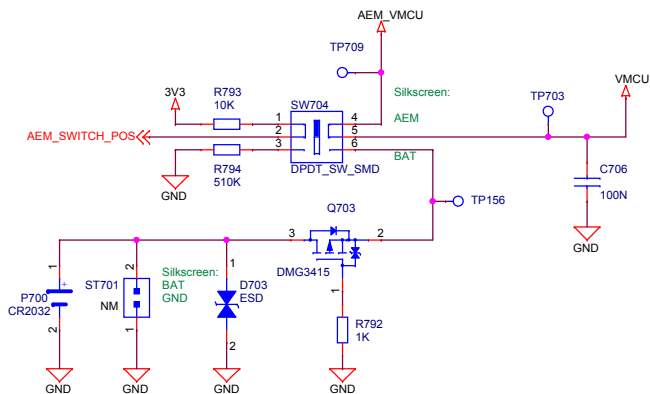 AEM_VMCU
TP709
3V3
R793
10K
SW704
Silkscreen:
TP703
VMCU
1
4
AEM
AEM_SWITCH_POS
2
5
3
6
BAT
R794
510K
DPDT_SW_SMD
C706
100N
GND
TP156
GND
Q703
3
2
DMG3415
1
2
Silkscreen:
1
P700
+
ST701
BAT
D703
GND
ESD
CR2032
NM
1
R792
2
1
2
1K
GND
GND
GND
GND